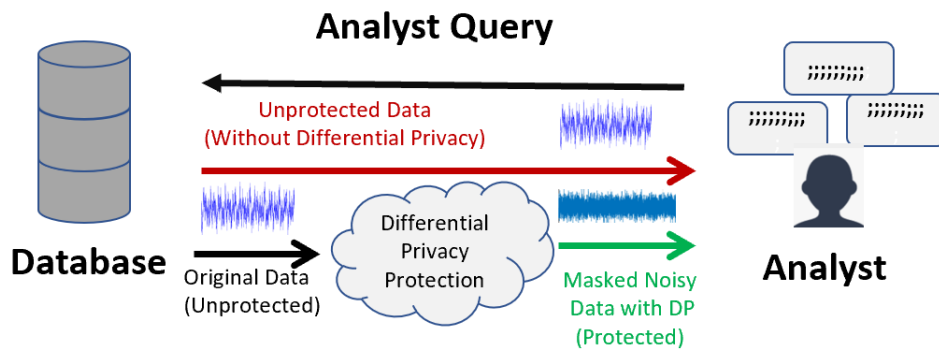 Analyst Query
Unprotected Data
(Without Differential Privacy)
;;;;;;;;;
;;;;;;;;;
;;;;;;;;;
Differential
Privacy
Protection
Database
Original Data
(Unprotected)
Masked Noisy
Data with DP
(Protected)
Analyst